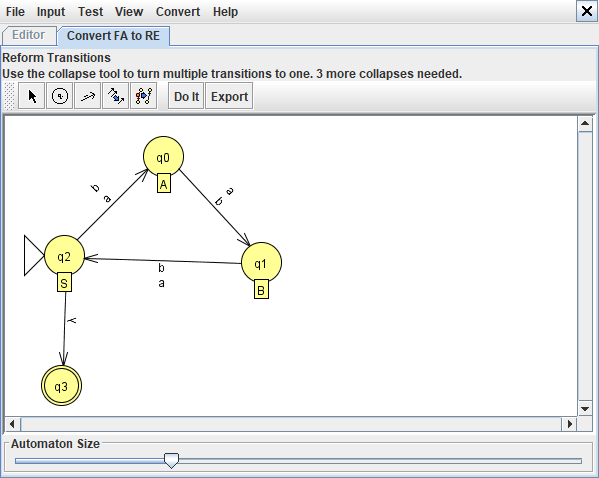 File Input Test View Convert Help
Editor Convert FA to RE
Reform Transitions
Use the collapse tool to turn multiple transitions to one. 3 more collapses needed.
Do It Export
q0
A
b
a
a
b
q2
S
q1
B
b
a
λ
q3
Automaton Size